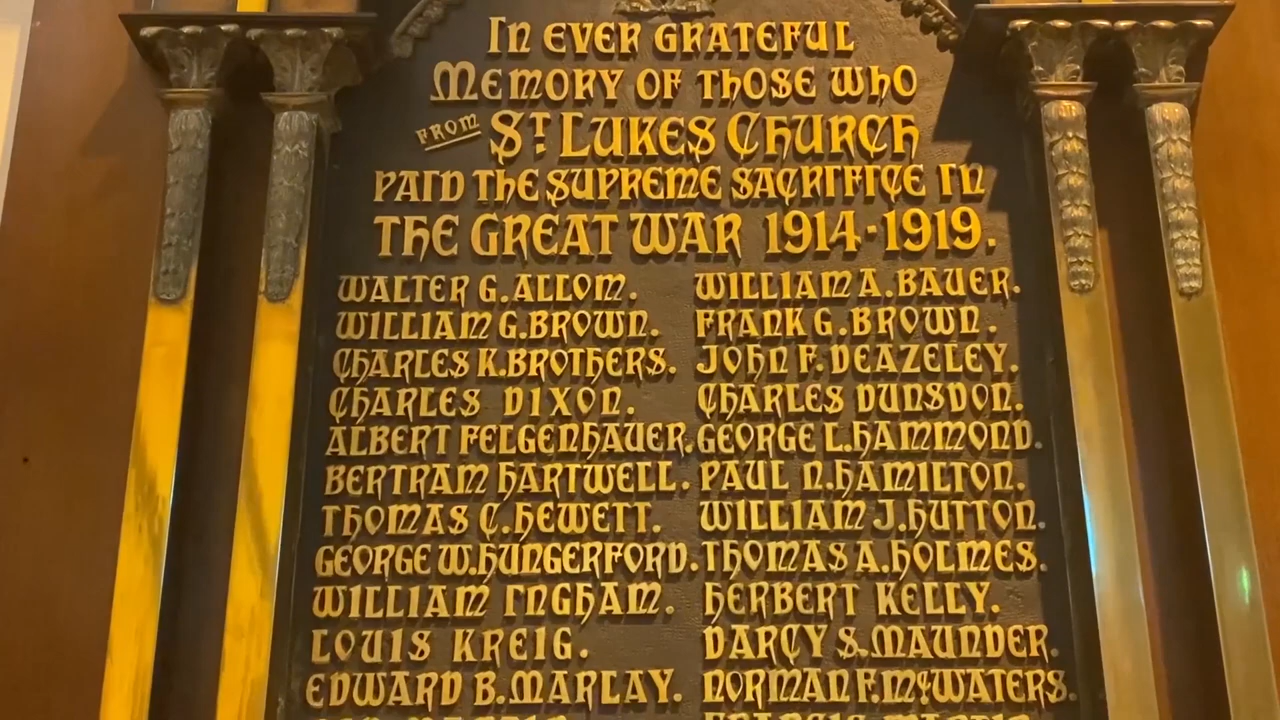 In EVER GRATEFUL
MEMORY OF THOSE WHO
FROM ST LUKES CHURCH
PAID THE SUPREME SACRIFICE IN
THE GREAT WAR 1914-1919.
WALTER G. ALLOM. WILLIAM A. BAUER.
WILLIAM G. BROWN. FRANK G. BROWN.
CHARLES K. BROTHERS. JOHN F. DEAZELEY.
CHARLES DIXON. CHARLES DUNSDON.
ALBERT FELGENHAUER. GEORGE L. HAMMOND.
BERTRAM HARTWELL. PAUL N. HAMILTON.
THOMAS C. HEWETT. WILLIAM J. HUTTON.
GEORGE W. HUNGERFORD. THOMAS A. HOLMES.
WILLIAM INGHAM. HERBERT KELLY.
LOUIS KREIG. DARCY S. MAUNDER.
EDWARD B. MARLAY. NORMAN F. McWATERS.
FRANCIS MARTIN